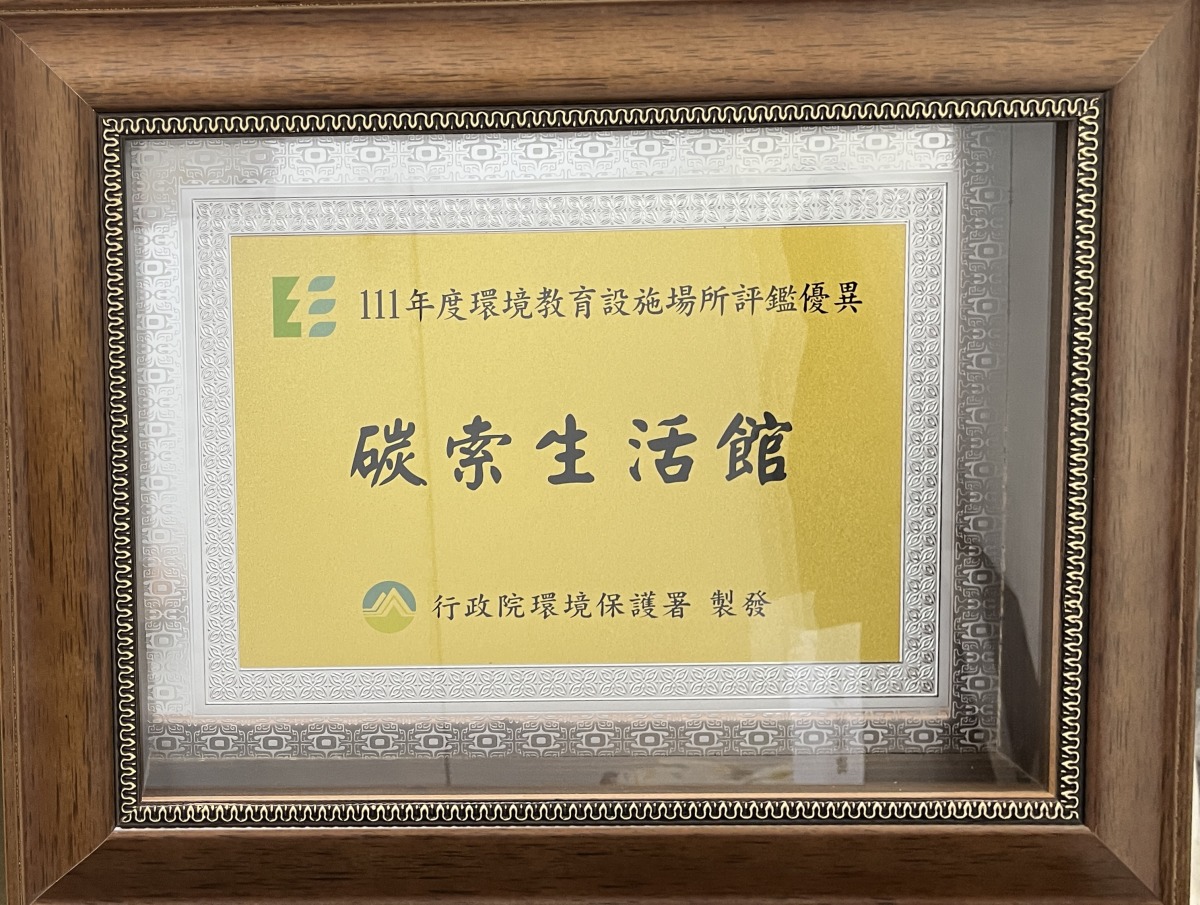 111年度環境教育設施場所評鑑優異
碳索生活館
行政院環境保護署 製發